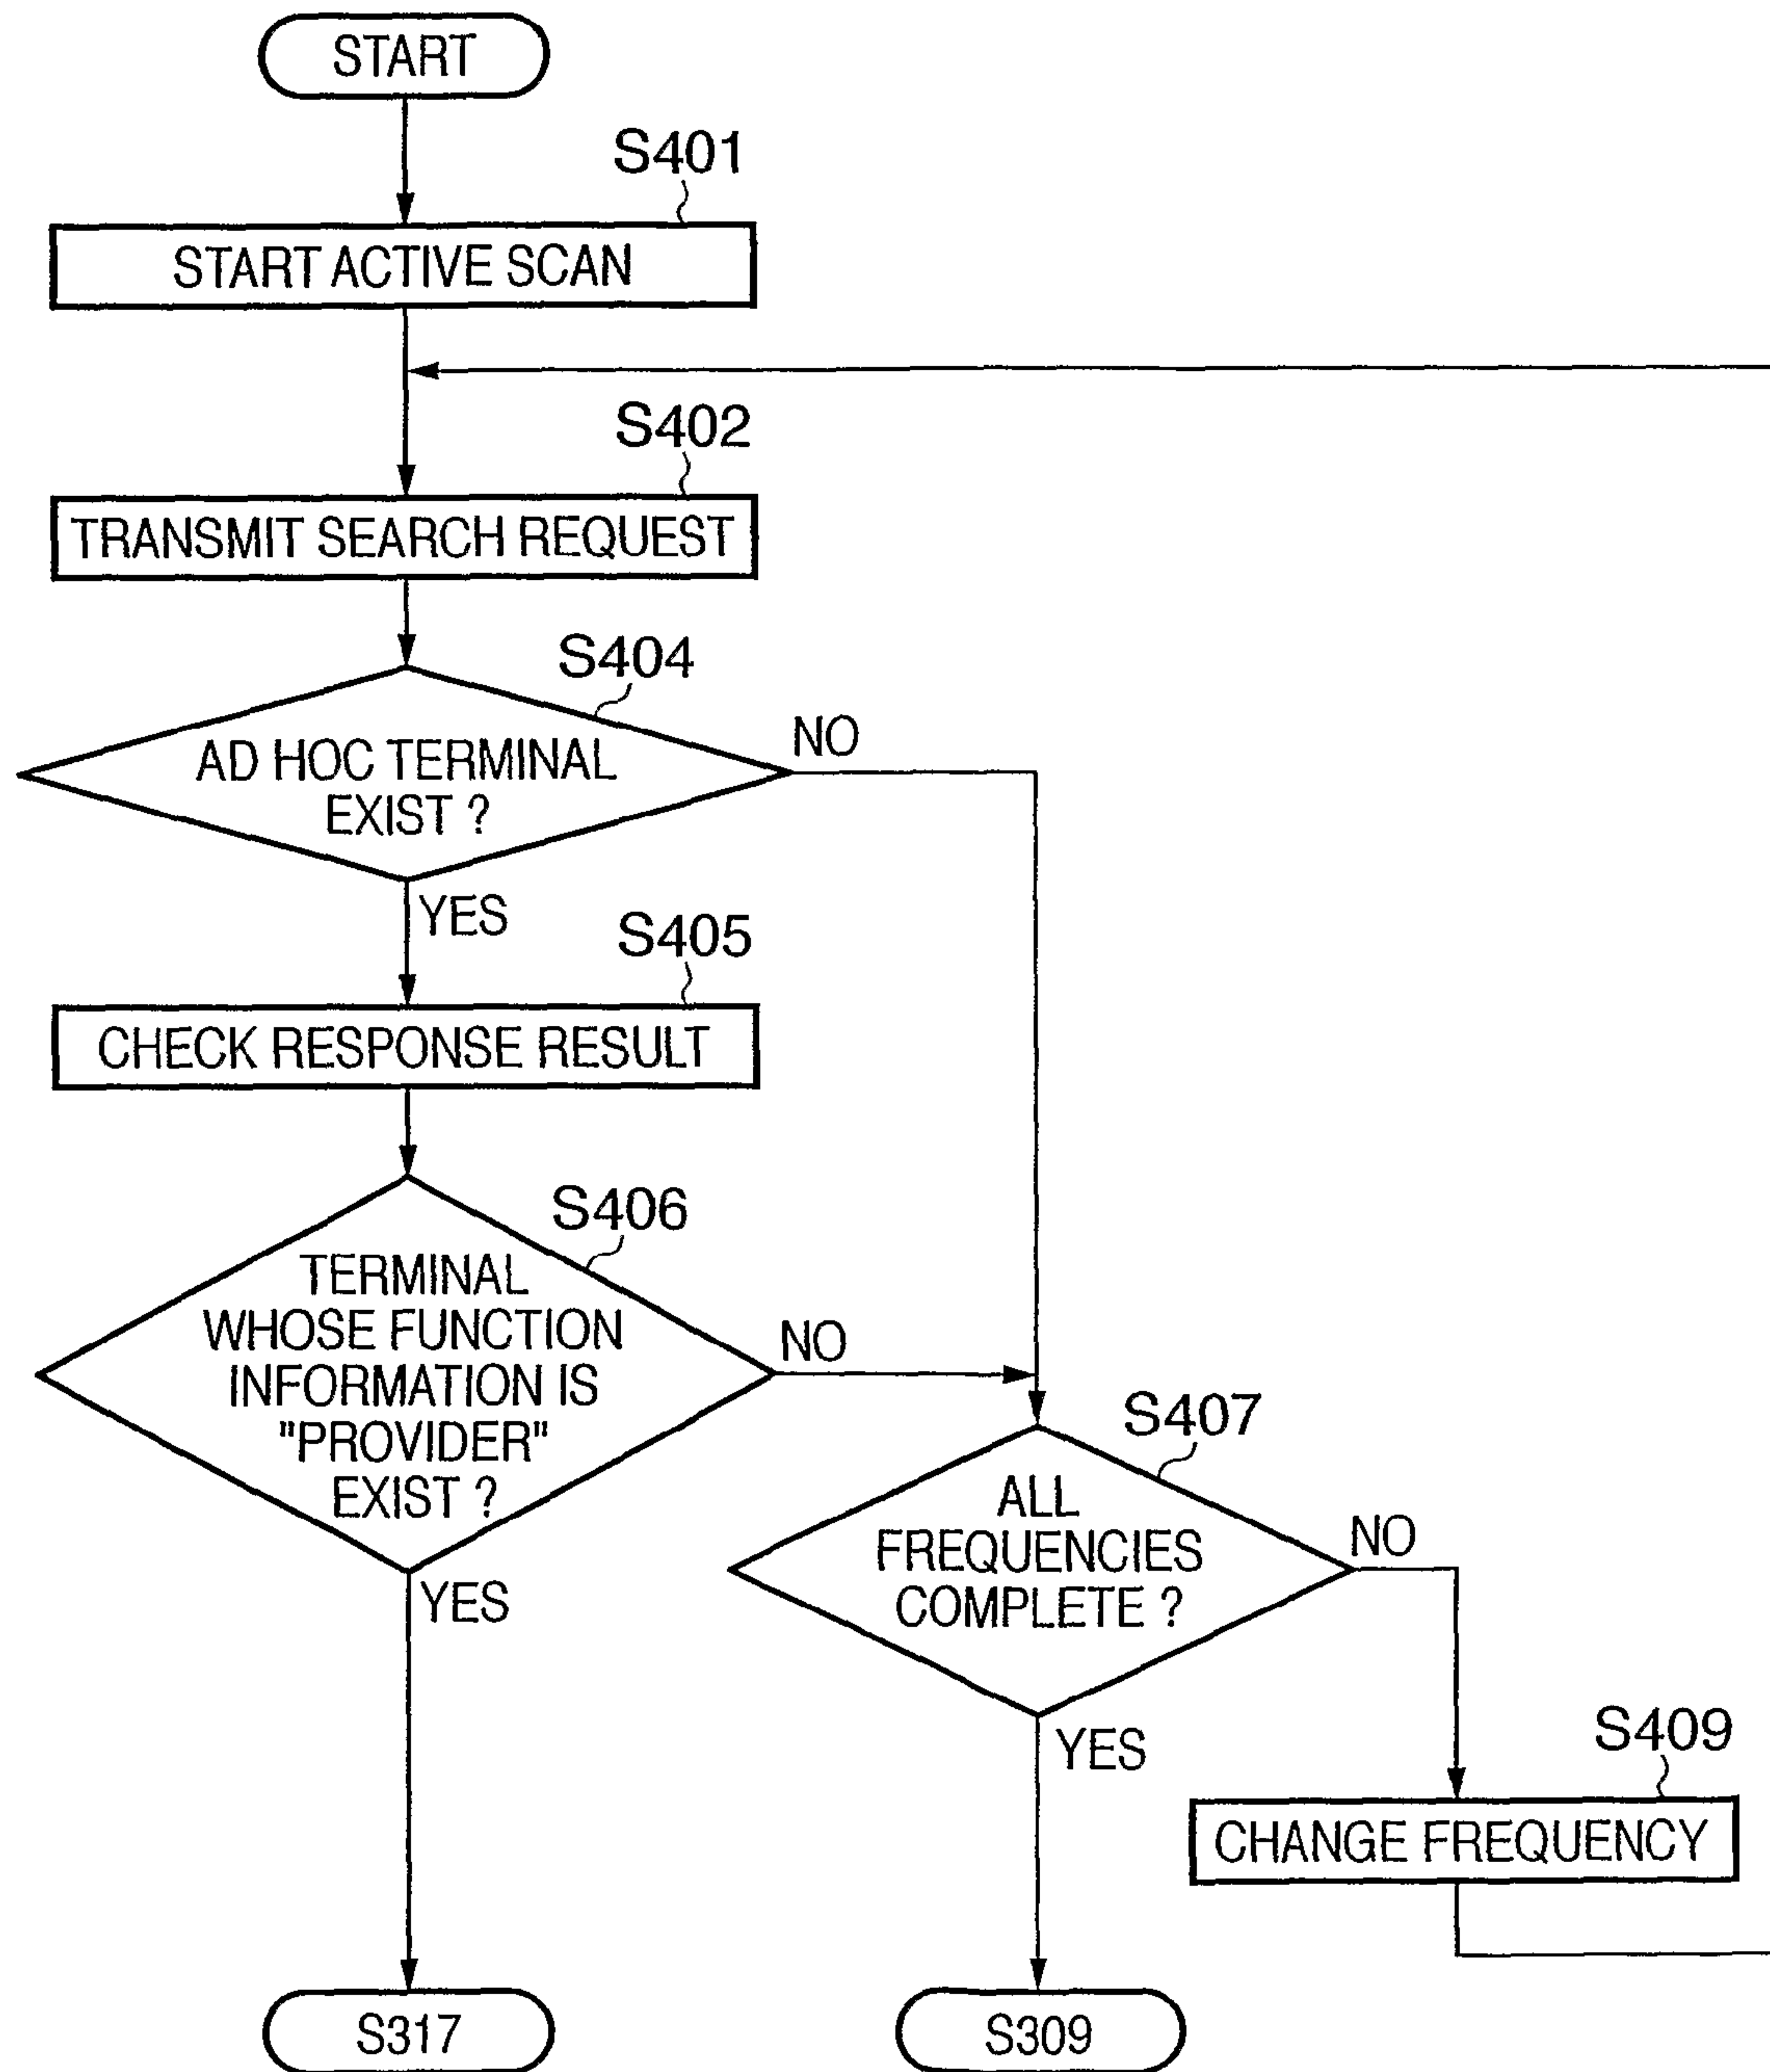 START
S401
START ACTIVE SCAN
S402
TRANSMIT SEARCH REQUEST
S404
AD HOC TERMINAL
EXIST ?
NO
YES
S405
CHECK RESPONSE RESULT
S406
TERMINAL
WHOSE FUNCTION
INFORMATION IS
"PROVIDER"
EXIST ?
NO
YES
S407
ALL
FREQUENCIES
COMPLETE ?
NO
YES
S409
CHANGE FREQUENCY
S317
S309